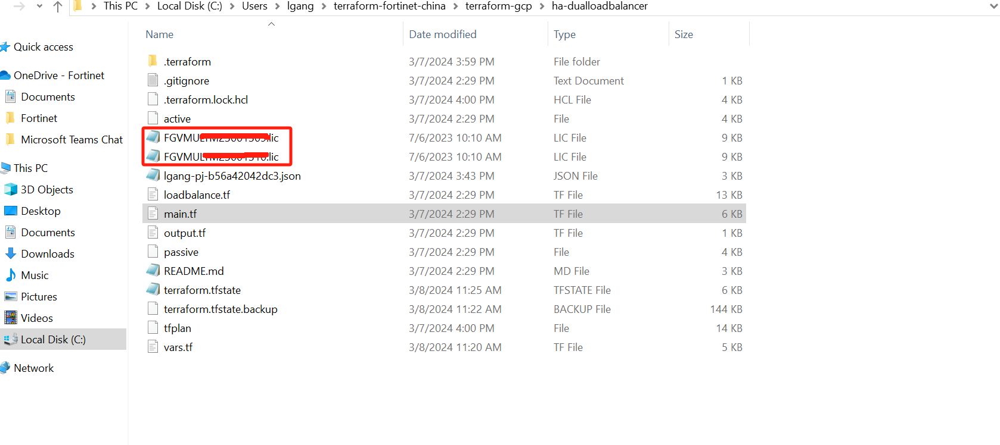 This PC > Local Disk (C:) > Users > lgang > terraform-fortinet-china > terraform-gcp > ha-dualloadbalancer
Name Date modified Type Size
Quick access
OneDrive - Fortinet
Documents
Fortinet
Microsoft Teams Chat
This PC
3D Objects
Desktop
Documents
Downloads
Music
Pictures
Videos
Local Disk (C:)
Network
.terraform 3/7/2024 3:59 PM File folder
.gitignore 3/7/2024 2:29 PM Text Document 1 KB
.terraform.lock.hcl 3/7/2024 4:00 PM HCL File 4 KB
active 3/7/2024 2:29 PM File 4 KB
FGVMU .lic 7/6/2023 10:10 AM LIC File 9 KB
FGVMU .lic 7/6/2023 10:10 AM LIC File 9 KB
lgang-pj-b56a42042dc3.json 3/7/2024 3:43 PM JSON File 3 KB
loadbalance.tf 3/7/2024 2:29 PM TF File 13 KB
main.tf 3/7/2024 2:29 PM TF File 6 KB
output.tf 3/7/2024 2:29 PM TF File 1 KB
passive 3/7/2024 2:29 PM File 4 KB
README.md 3/7/2024 2:29 PM MD File 3 KB
terraform.tfstate 3/8/2024 11:25 AM TFSTATE File 6 KB
terraform.tfstate.backup 3/8/2024 11:22 AM BACKUP File 144 KB
tfplan 3/7/2024 4:00 PM File 14 KB
vars.tf 3/8/2024 11:20 AM TF File 5 KB